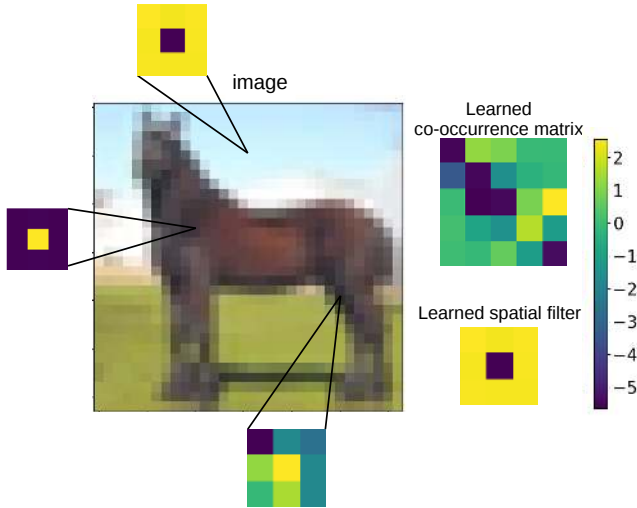 image
Learned
co-occurrence matrix
2
1
0
−1
−2
−3
−4
−5
Learned spatial filter